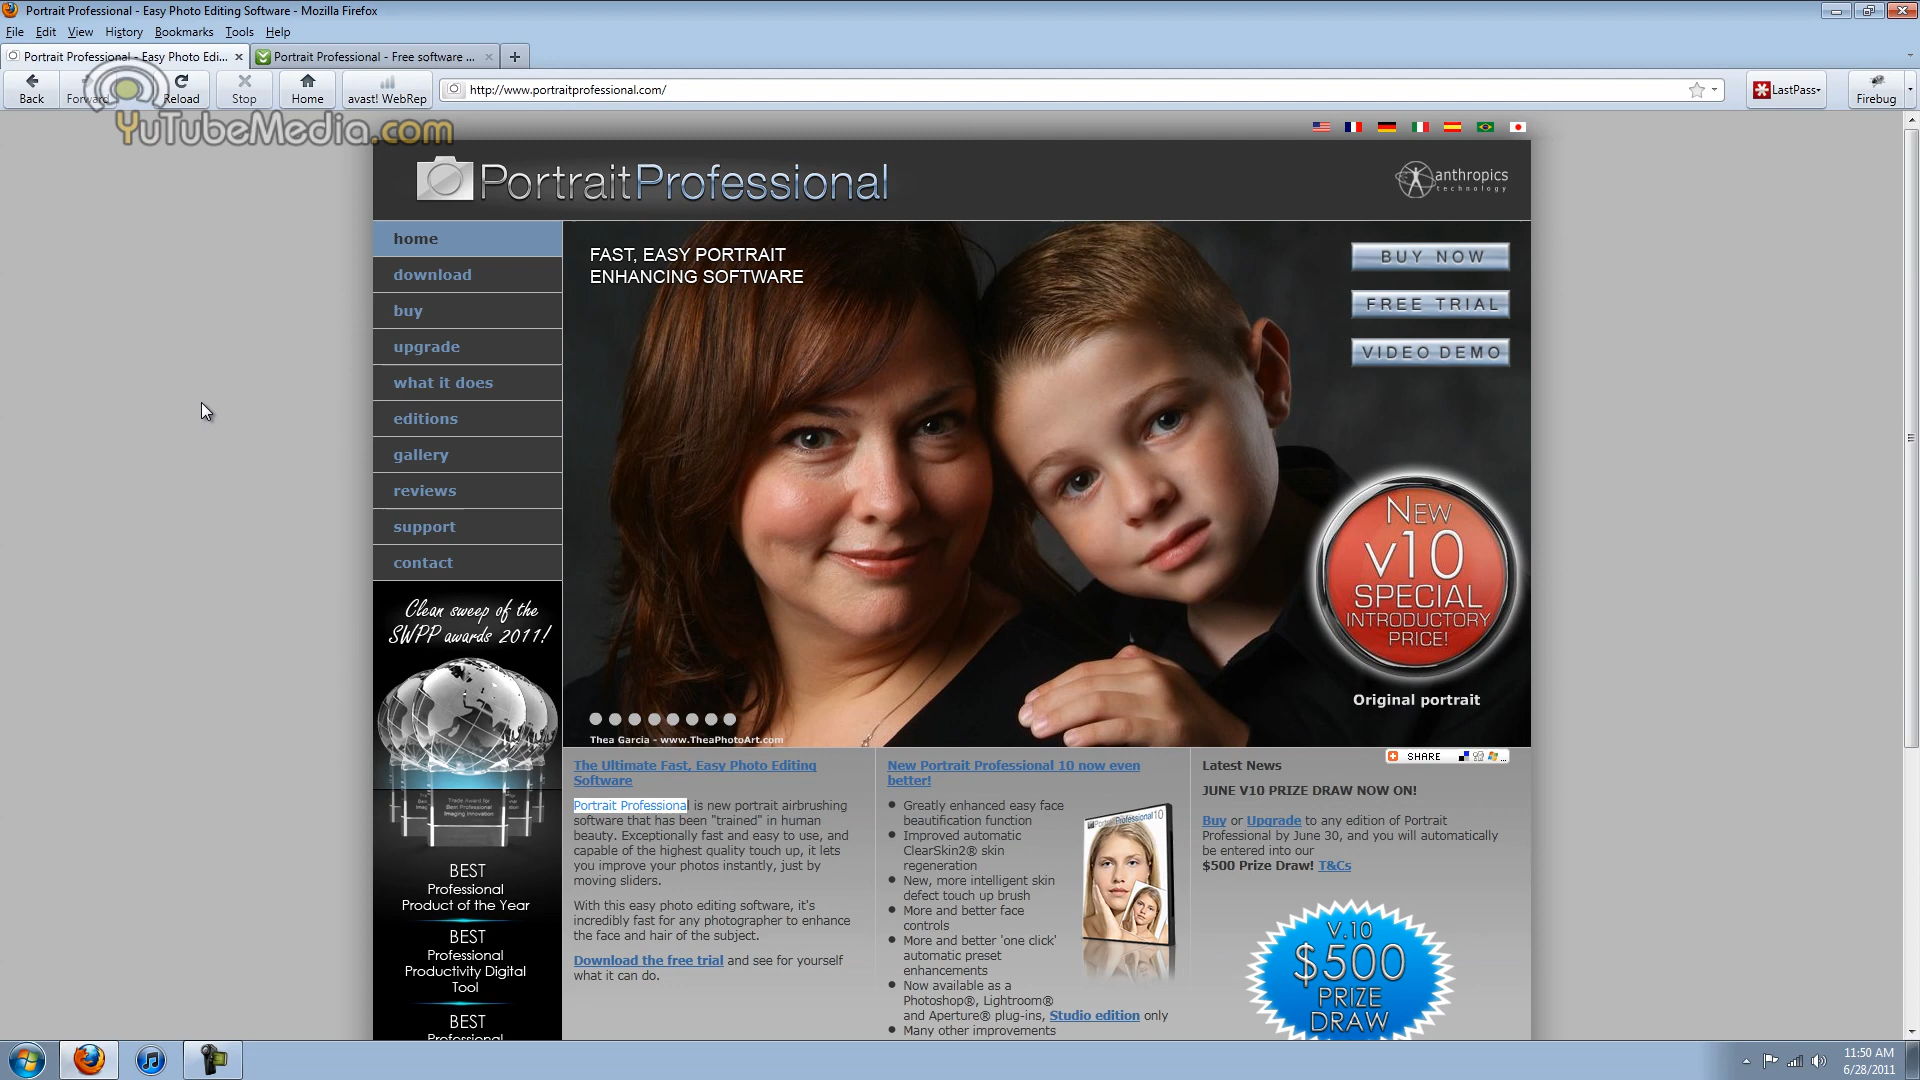 Portrait Professional - Easy Photo Editing Software - Mozilla Firefox
File Edit View History Bookmarks Tools Help
Portrait Professional - Easy Photo Edi...
Portrait Professional - Free software ...
Back Forward Reload Stop Home avast! WebRep
http://www.portraitprofessional.com/
LastPass
Firebug
YuTubeMedia.com
PortraitProfessional
anthropics
technology
home
download
buy
upgrade
what it does
editions
gallery
reviews
support
contact
FAST, EASY PORTRAIT
ENHANCING SOFTWARE
BUY NOW
FREE TRIAL
VIDEO DEMO
NEW
v10
SPECIAL
INTRODUCTORY
PRICE!
Original portrait
Thea Garcia - www.TheaPhotoArt.com
Clean sweep of the
SWPP awards 2011!
Trade Award for
Best Professional
Imaging Innovation
BEST
Professional
Product of the Year
BEST
Professional
Productivity Digital
Tool
BEST
Professional
The Ultimate Fast, Easy Photo Editing
Software
Portrait Professional is new portrait airbrushing
software that has been "trained" in human
beauty. Exceptionally fast and easy to use, and
capable of the highest quality touch up, it lets
you improve your photos instantly, just by
moving sliders.
With this easy photo editing software, it's
incredibly fast for any photographer to enhance
the face and hair of the subject.
Download the free trial and see for yourself
what it can do.
New Portrait Professional 10 now even
better!
Greatly enhanced easy face
beautification function
Improved automatic
ClearSkin2® skin
regeneration
New, more intelligent skin
defect touch up brush
More and better face
controls
More and better 'one click'
automatic preset
enhancements
Now available as a
Photoshop®, Lightroom®
and Aperture® plug-ins, Studio edition only
Many other improvements
PortraitProfessional10
SHARE
Latest News
JUNE V10 PRIZE DRAW NOW ON!
Buy or Upgrade to any edition of Portrait
Professional by June 30, and you will automatically
be entered into our
$500 Prize Draw! T&Cs
V.10
$500
PRIZE
DRAW
11:50 AM
6/28/2011